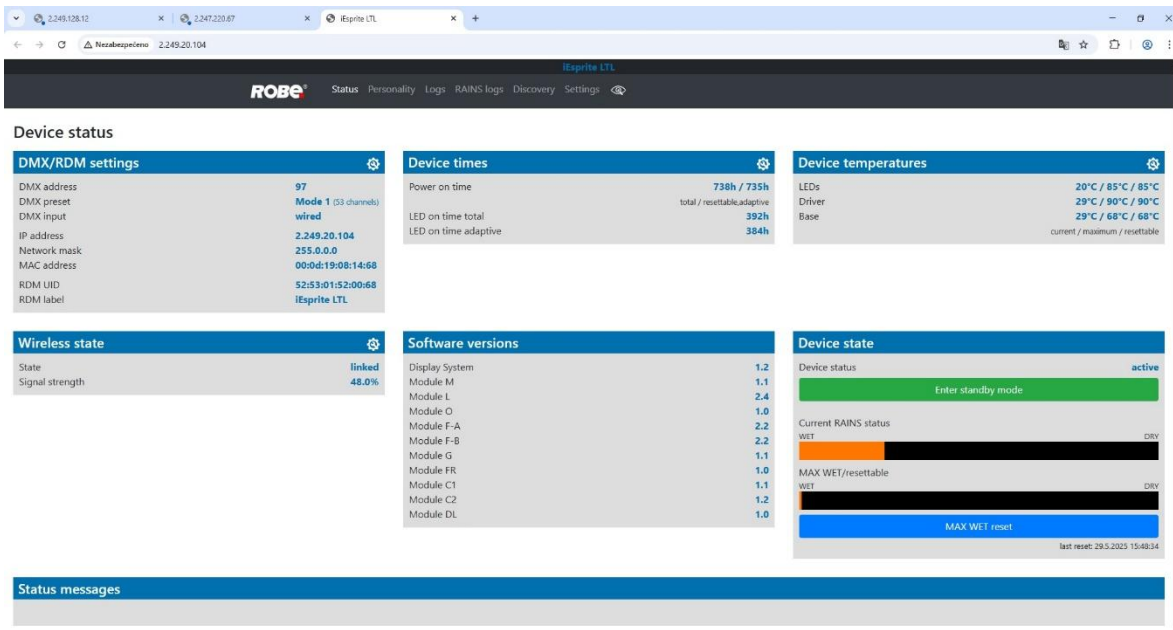 2.249.128.12
2.247.220.67
iEsprite LTL
Nezabezpečeno 2.249.20.104
iEsprite LTL
ROBE® Status Personality Logs RAINS logs Discovery Settings
Device status
DMX/RDM settings
DMX address 97
DMX preset Mode 1 (53 channels)
DMX input wired
IP address 2.249.20.104
Network mask 255.0.0.0
MAC address 00:0d:19:08:14:68
RDM UID 52:53:01:52:00:68
RDM label iEsprite LTL
Device times
Power on time 738h / 735h
total / resettable,adaptive
LED on time total 392h
LED on time adaptive 384h
Device temperatures
LEDs 20°C / 85°C / 85°C
Driver 29°C / 90°C / 90°C
Base 29°C / 68°C / 68°C
current / maximum / resettable
Wireless state
State linked
Signal strength 48.0%
Software versions
Display System 1.2
Module M 1.1
Module L 2.4
Module O 1.0
Module F-A 2.2
Module F-B 2.2
Module G 1.1
Module FR 1.0
Module C1 1.1
Module C2 1.2
Module DL 1.0
Device state
Device status active
Enter standby mode
Current RAINS status
WET DRY
MAX WET/resettable
WET DRY
MAX WET reset
last reset: 29.5.2025 15:48:34
Status messages